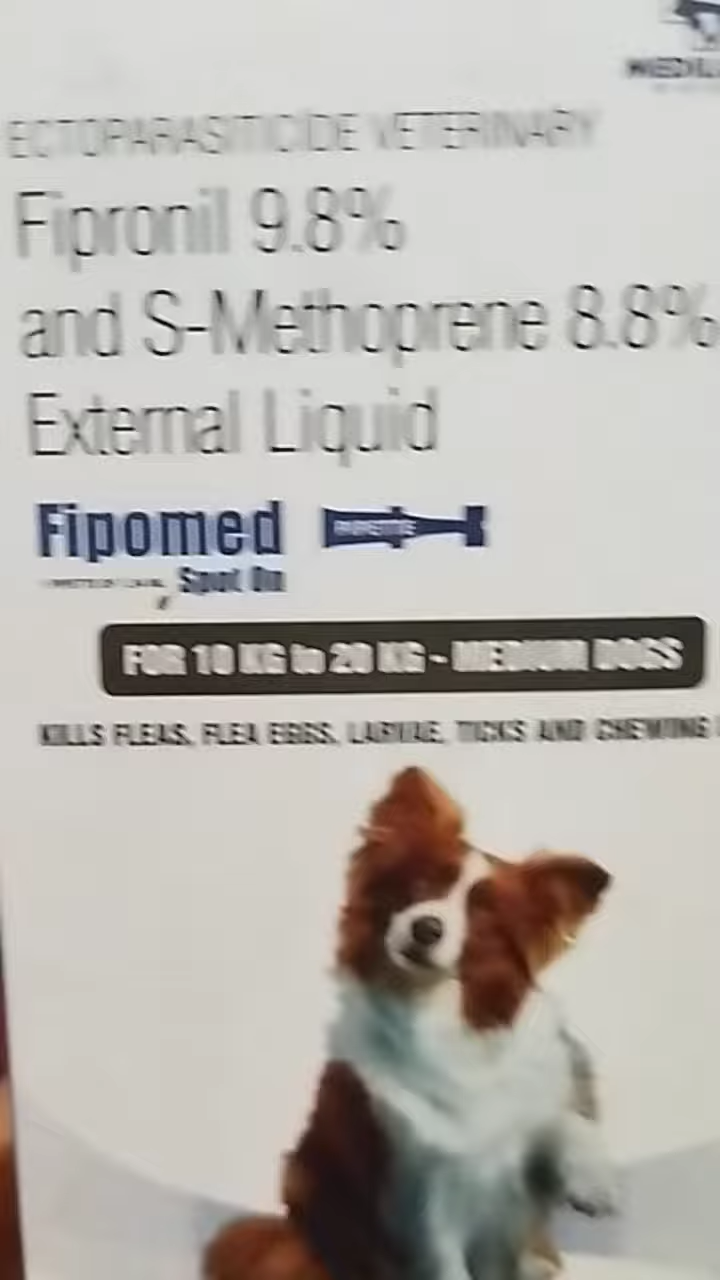 ECTOPARASITICIDE VETERINARY
Fipronil 9.8%
and S-Methoprene 8.8%
External Liquid
Fipomed
PIPETTE
Spot On
FOR 10 KG to 20 KG - MEDIUM DOGS
KILLS FLEAS, FLEA EGGS, LARVAE, TICKS AND CHEWING